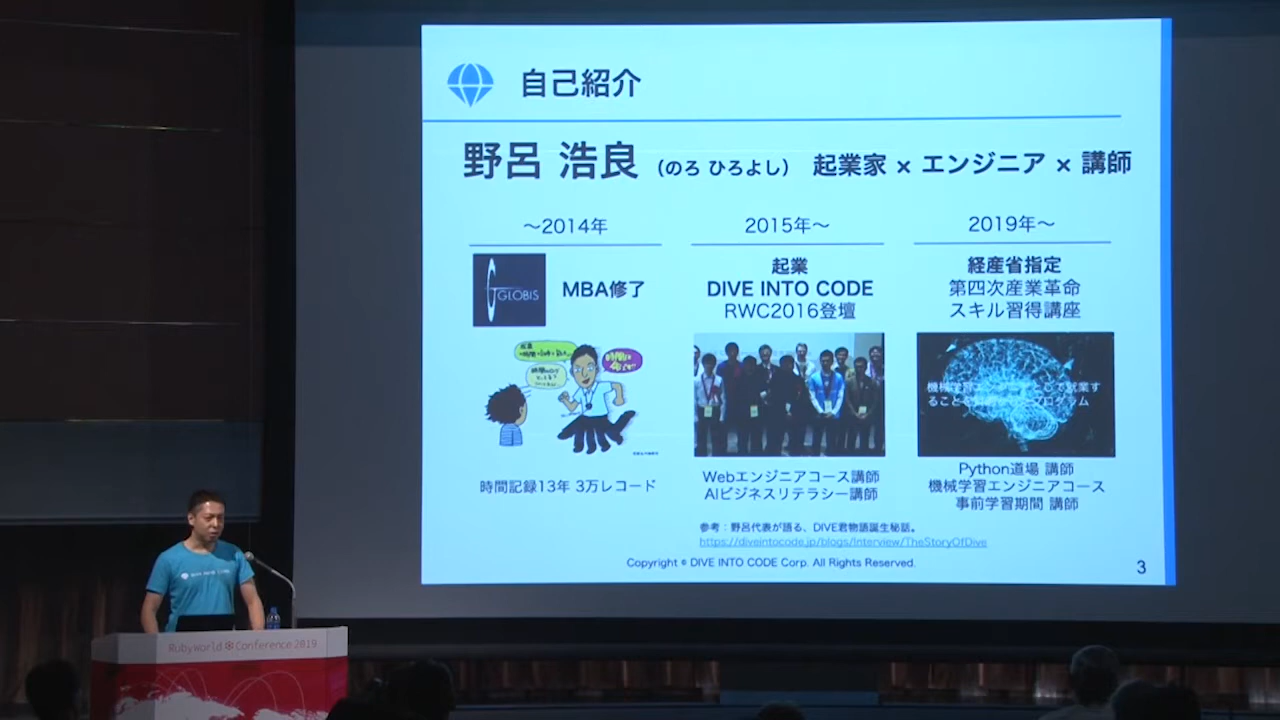 自己紹介
野呂 浩良 （のろ ひろよし） 起業家 × エンジニア × 講師
〜2014年
GLOBIS
MBA修了
時間記録13年 3万レコード
2015年〜
起業
DIVE INTO CODE
RWC2016登壇
Webエンジニアコース講師
AIビジネスリテラシー講師
2019年〜
経産省指定
第四次産業革命
スキル習得講座
Python道場 講師
機械学習エンジニアコース
事前学習期間 講師
参考：野呂代表が語る、DIVE君物語誕生秘話。
https://diveintocode.jp/blogs/Interview/TheStoryOfDive
Copyright © DIVE INTO CODE Corp. All Rights Reserved.
3
DIVE INTO CODE
RubyWorld Conference 2019